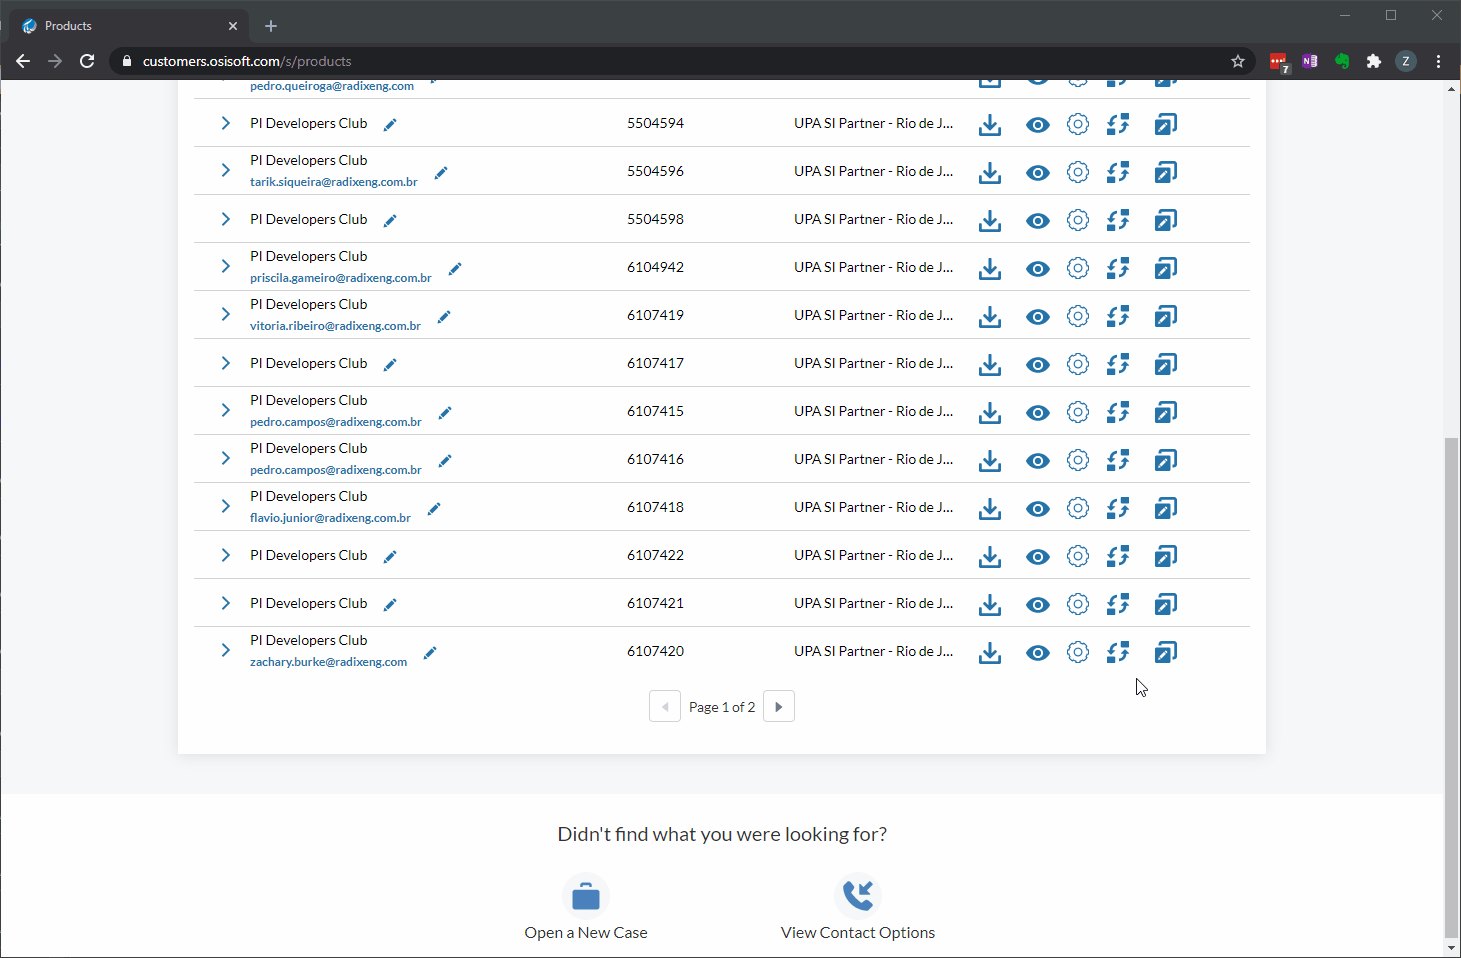 Products
customers.osisoft.com/s/products
7
N
Z
pedro.queiroga@radixeng.com
PI Developers Club 5504594 UPA SI Partner - Rio de J...
PI Developers Club
tarik.siqueira@radixeng.com.br 5504596 UPA SI Partner - Rio de J...
PI Developers Club 5504598 UPA SI Partner - Rio de J...
PI Developers Club
priscila.gameiro@radixeng.com.br 6104942 UPA SI Partner - Rio de J...
PI Developers Club
vitoria.ribeiro@radixeng.com.br 6107419 UPA SI Partner - Rio de J...
PI Developers Club 6107417 UPA SI Partner - Rio de J...
PI Developers Club
pedro.campos@radixeng.com.br 6107415 UPA SI Partner - Rio de J...
PI Developers Club
pedro.campos@radixeng.com.br 6107416 UPA SI Partner - Rio de J...
PI Developers Club
flavio.junior@radixeng.com.br 6107418 UPA SI Partner - Rio de J...
PI Developers Club 6107422 UPA SI Partner - Rio de J...
PI Developers Club 6107421 UPA SI Partner - Rio de J...
PI Developers Club
zachary.burke@radixeng.com 6107420 UPA SI Partner - Rio de J...
Page 1 of 2
Didn't find what you were looking for?
Open a New Case View Contact Options